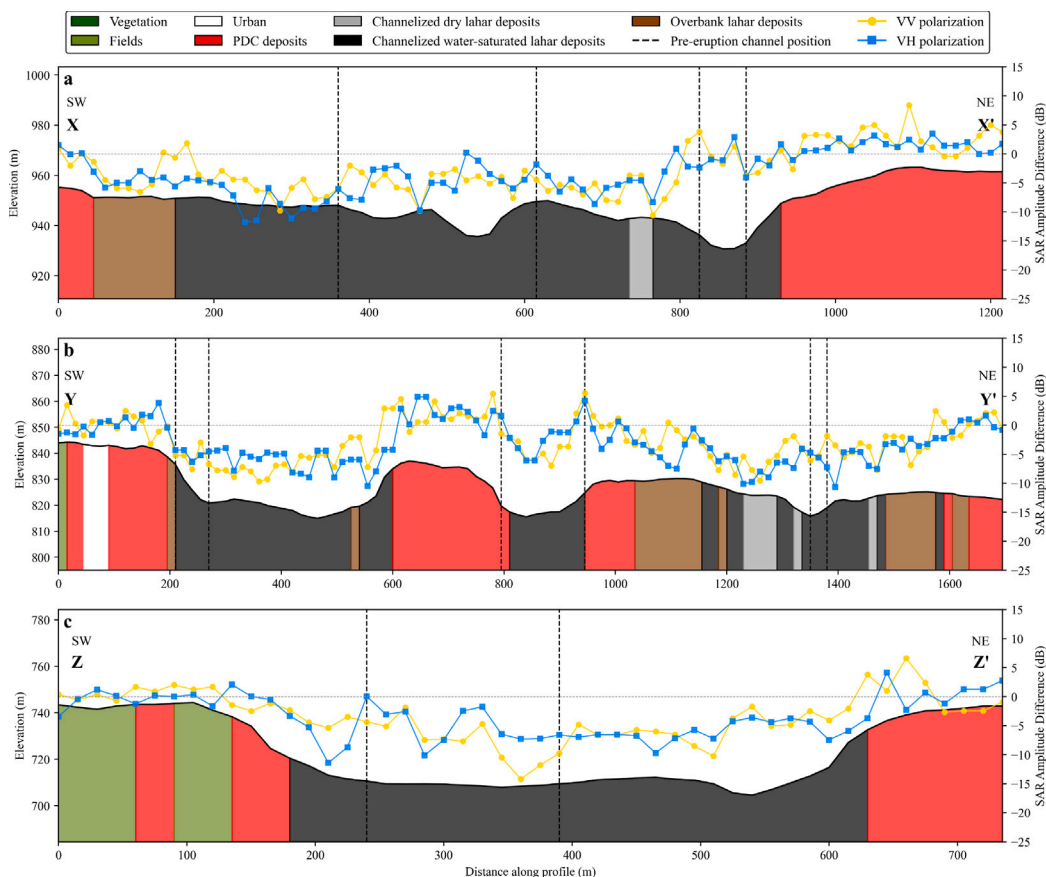 Vegetation Urban Channelized dry lahar deposits Overbank lahar deposits VV polarization
Fields PDC deposits Channelized water-saturated lahar deposits Pre-eruption channel position VH polarization
a
SW
X
NE
X'
1000
980
960
940
920
Elevation (m)
15
10
5
0
−5
−10
−15
−20
−25
SAR Amplitude Difference (dB)
0 200 400 600 800 1000 1200
b
SW
Y
NE
Y'
880
870
860
850
840
830
820
810
800
Elevation (m)
15
10
5
0
−5
−10
−15
−20
−25
SAR Amplitude Difference (dB)
0 200 400 600 800 1000 1200 1400 1600
c
SW
Z
NE
Z'
780
760
740
720
700
Elevation (m)
15
10
5
0
−5
−10
−15
−20
−25
SAR Amplitude Difference (dB)
0 100 200 300 400 500 600 700
Distance along profile (m)